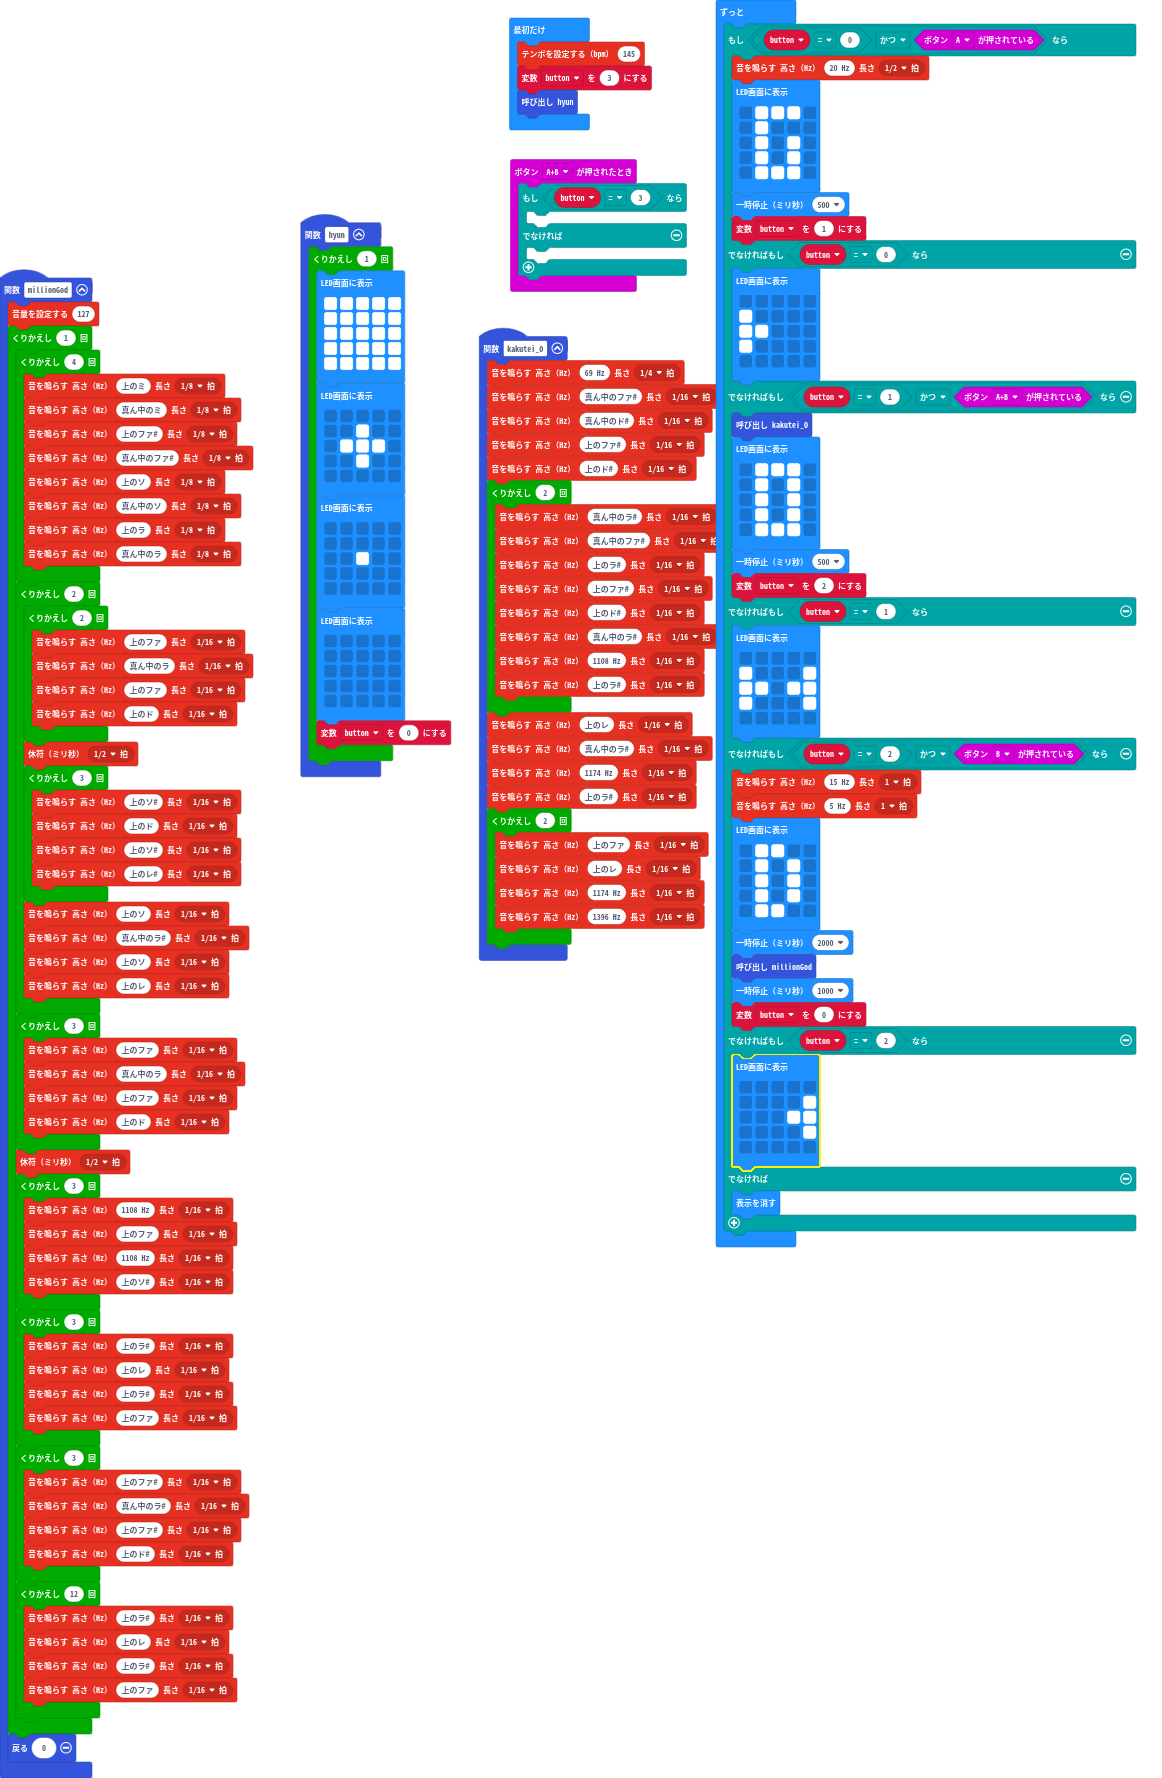 関数 millionGod
音量を設定する 127
くりかえし 1 回
くりかえし 4 回
音を鳴らす 高さ（Hz） 上のミ 長さ 1/8 拍
音を鳴らす 高さ（Hz） 真ん中のミ 長さ 1/8 拍
音を鳴らす 高さ（Hz） 上のファ# 長さ 1/8 拍
音を鳴らす 高さ（Hz） 真ん中のファ# 長さ 1/8 拍
音を鳴らす 高さ（Hz） 上のソ 長さ 1/8 拍
音を鳴らす 高さ（Hz） 真ん中のソ 長さ 1/8 拍
音を鳴らす 高さ（Hz） 上のラ 長さ 1/8 拍
音を鳴らす 高さ（Hz） 真ん中のラ 長さ 1/8 拍
くりかえし 2 回
くりかえし 2 回
音を鳴らす 高さ（Hz） 上のファ 長さ 1/16 拍
音を鳴らす 高さ（Hz） 真ん中のラ 長さ 1/16 拍
音を鳴らす 高さ（Hz） 上のファ 長さ 1/16 拍
音を鳴らす 高さ（Hz） 上のド 長さ 1/16 拍
休符（ミリ秒） 1/2 拍
くりかえし 3 回
音を鳴らす 高さ（Hz） 上のソ# 長さ 1/16 拍
音を鳴らす 高さ（Hz） 上のド 長さ 1/16 拍
音を鳴らす 高さ（Hz） 上のソ# 長さ 1/16 拍
音を鳴らす 高さ（Hz） 上のレ# 長さ 1/16 拍
音を鳴らす 高さ（Hz） 上のソ 長さ 1/16 拍
音を鳴らす 高さ（Hz） 真ん中のラ# 長さ 1/16 拍
音を鳴らす 高さ（Hz） 上のソ 長さ 1/16 拍
音を鳴らす 高さ（Hz） 上のレ 長さ 1/16 拍
くりかえし 3 回
音を鳴らす 高さ（Hz） 上のファ 長さ 1/16 拍
音を鳴らす 高さ（Hz） 真ん中のラ 長さ 1/16 拍
音を鳴らす 高さ（Hz） 上のファ 長さ 1/16 拍
音を鳴らす 高さ（Hz） 上のド 長さ 1/16 拍
休符（ミリ秒） 1/2 拍
くりかえし 3 回
音を鳴らす 高さ（Hz） 1108 Hz 長さ 1/16 拍
音を鳴らす 高さ（Hz） 上のファ 長さ 1/16 拍
音を鳴らす 高さ（Hz） 1108 Hz 長さ 1/16 拍
音を鳴らす 高さ（Hz） 上のソ# 長さ 1/16 拍
くりかえし 3 回
音を鳴らす 高さ（Hz） 上のラ# 長さ 1/16 拍
音を鳴らす 高さ（Hz） 上のレ 長さ 1/16 拍
音を鳴らす 高さ（Hz） 上のラ# 長さ 1/16 拍
音を鳴らす 高さ（Hz） 上のファ 長さ 1/16 拍
くりかえし 3 回
音を鳴らす 高さ（Hz） 上のファ# 長さ 1/16 拍
音を鳴らす 高さ（Hz） 真ん中のラ# 長さ 1/16 拍
音を鳴らす 高さ（Hz） 上のファ# 長さ 1/16 拍
音を鳴らす 高さ（Hz） 上のド# 長さ 1/16 拍
くりかえし 12 回
音を鳴らす 高さ（Hz） 上のラ# 長さ 1/16 拍
音を鳴らす 高さ（Hz） 上のレ 長さ 1/16 拍
音を鳴らす 高さ（Hz） 上のラ# 長さ 1/16 拍
音を鳴らす 高さ（Hz） 上のファ 長さ 1/16 拍
戻る 0
関数 hyun
くりかえし 1 回
LED画面に表示
LED画面に表示
LED画面に表示
LED画面に表示
変数 button を 0 にする
最初だけ
テンポを設定する（bpm） 145
変数 button を 3 にする
呼び出し hyun
ボタン A+B が押されたとき
もし button = 3 なら
でなければ
関数 kakutei_0
音を鳴らす 高さ（Hz） 69 Hz 長さ 1/4 拍
音を鳴らす 高さ（Hz） 真ん中のファ# 長さ 1/16 拍
音を鳴らす 高さ（Hz） 真ん中のド# 長さ 1/16 拍
音を鳴らす 高さ（Hz） 上のファ# 長さ 1/16 拍
音を鳴らす 高さ（Hz） 上のド# 長さ 1/16 拍
くりかえし 2 回
音を鳴らす 高さ（Hz） 真ん中のラ# 長さ 1/16 拍
音を鳴らす 高さ（Hz） 真ん中のファ# 長さ 1/16 拍
音を鳴らす 高さ（Hz） 上のラ# 長さ 1/16 拍
音を鳴らす 高さ（Hz） 上のファ# 長さ 1/16 拍
音を鳴らす 高さ（Hz） 上のド# 長さ 1/16 拍
音を鳴らす 高さ（Hz） 真ん中のラ# 長さ 1/16 拍
音を鳴らす 高さ（Hz） 1108 Hz 長さ 1/16 拍
音を鳴らす 高さ（Hz） 上のラ# 長さ 1/16 拍
音を鳴らす 高さ（Hz） 上のレ 長さ 1/16 拍
音を鳴らす 高さ（Hz） 真ん中のラ# 長さ 1/16 拍
音を鳴らす 高さ（Hz） 1174 Hz 長さ 1/16 拍
音を鳴らす 高さ（Hz） 上のラ# 長さ 1/16 拍
くりかえし 2 回
音を鳴らす 高さ（Hz） 上のファ 長さ 1/16 拍
音を鳴らす 高さ（Hz） 上のレ 長さ 1/16 拍
音を鳴らす 高さ（Hz） 1174 Hz 長さ 1/16 拍
音を鳴らす 高さ（Hz） 1396 Hz 長さ 1/16 拍
ずっと
もし button = 0 かつ ボタン A が押されている なら
音を鳴らす 高さ（Hz） 20 Hz 長さ 1/2 拍
LED画面に表示
一時停止（ミリ秒） 500
変数 button を 1 にする
でなければもし button = 0 なら
LED画面に表示
でなければもし button = 1 かつ ボタン A+B が押されている なら
呼び出し kakutei_0
LED画面に表示
一時停止（ミリ秒） 500
変数 button を 2 にする
でなければもし button = 1 なら
LED画面に表示
でなければもし button = 2 かつ ボタン B が押されている なら
音を鳴らす 高さ（Hz） 15 Hz 長さ 1 拍
音を鳴らす 高さ（Hz） 5 Hz 長さ 1 拍
LED画面に表示
一時停止（ミリ秒） 2000
呼び出し millionGod
一時停止（ミリ秒） 1000
変数 button を 0 にする
でなければもし button = 2 なら
LED画面に表示
でなければ
表示を消す